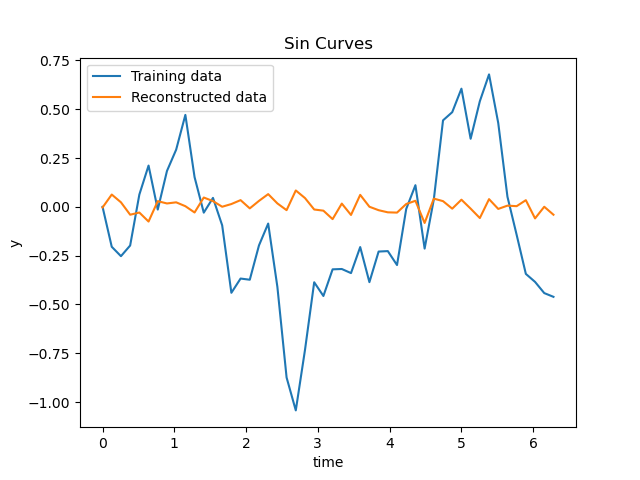 Sin Curves
Training data
Reconstructed data
0.75
0.50
0.25
0.00
−0.25
−0.50
−0.75
−1.00
y
0 1 2 3 4 5 6
time